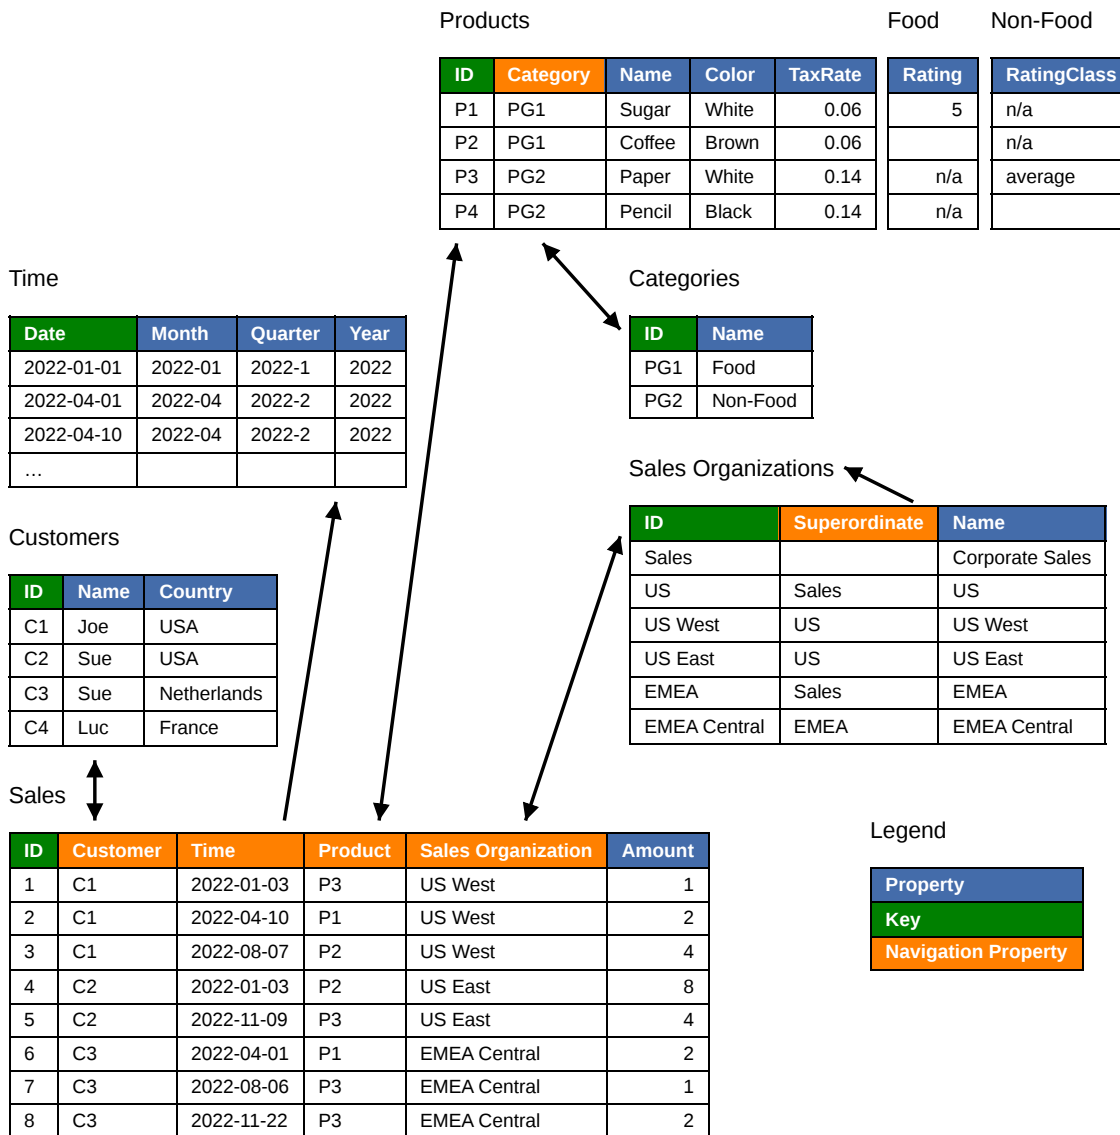 Products Food Non-Food
ID Category Name Color TaxRate Rating RatingClass
P1 PG1 Sugar White 0.06 5 n/a
P2 PG1 Coffee Brown 0.06 n/a
P3 PG2 Paper White 0.14 n/a average
P4 PG2 Pencil Black 0.14 n/a
Time
Date Month Quarter Year
2022-01-01 2022-01 2022-1 2022
2022-04-01 2022-04 2022-2 2022
2022-04-10 2022-04 2022-2 2022
…
Categories
ID Name
PG1 Food
PG2 Non-Food
Sales Organizations
ID Superordinate Name
Sales Corporate Sales
US Sales US
US West US US West
US East US US East
EMEA Sales EMEA
EMEA Central EMEA EMEA Central
Customers
ID Name Country
C1 Joe USA
C2 Sue USA
C3 Sue Netherlands
C4 Luc France
Sales
ID Customer Time Product Sales Organization Amount
1 C1 2022-01-03 P3 US West 1
2 C1 2022-04-10 P1 US West 2
3 C1 2022-08-07 P2 US West 4
4 C2 2022-01-03 P2 US East 8
5 C2 2022-11-09 P3 US East 4
6 C3 2022-04-01 P1 EMEA Central 2
7 C3 2022-08-06 P3 EMEA Central 1
8 C3 2022-11-22 P3 EMEA Central 2
Legend
Property
Key
Navigation Property